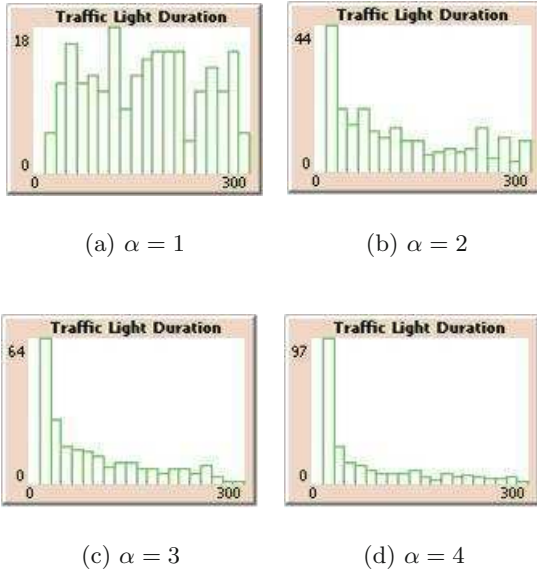 Traffic Light Duration
18
0
0 300
(a) α = 1
Traffic Light Duration
44
0
0 300
(b) α = 2
Traffic Light Duration
64
0
0 300
(c) α = 3
Traffic Light Duration
97
0
0 300
(d) α = 4